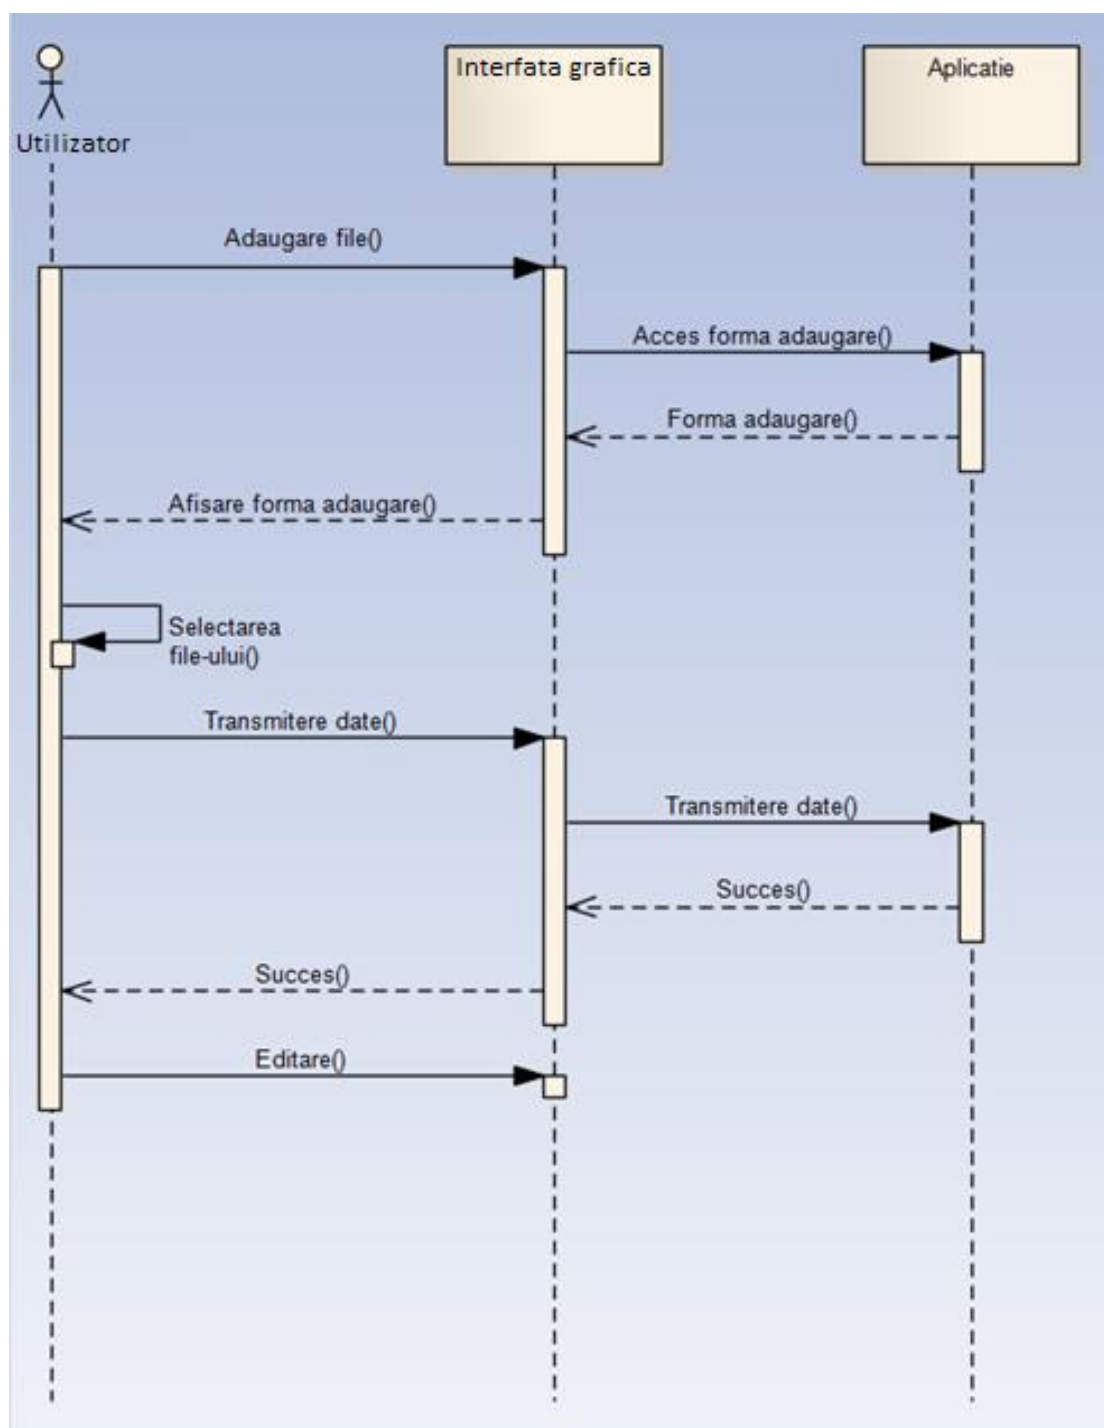 Utilizator
Interfata grafica
Aplicatie
Adaugare file()
Acces forma adaugare()
Forma adaugare()
Afisare forma adaugare()
Selectarea
file-ului()
Transmitere date()
Transmitere date()
Succes()
Succes()
Editare()